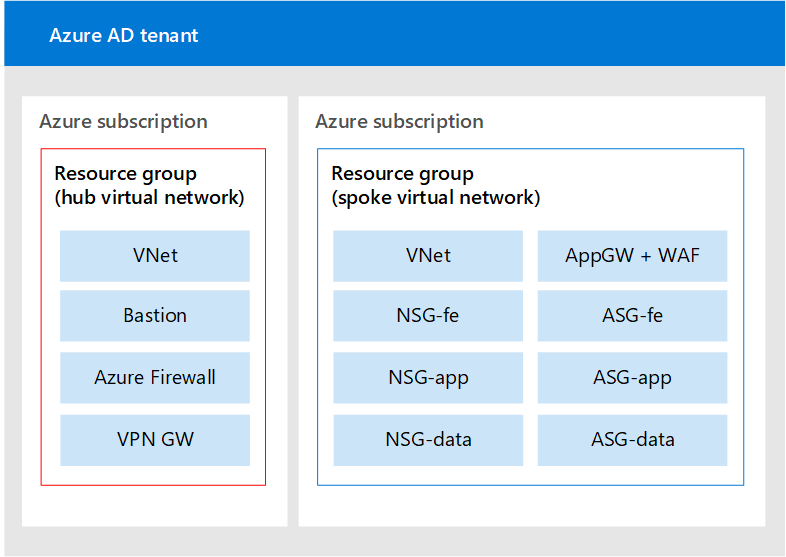 Azure AD tenant
Azure subscription
Resource group
(hub virtual network)
VNet
Bastion
Azure Firewall
VPN GW
Azure subscription
Resource group
(spoke virtual network)
VNet
AppGW + WAF
NSG-fe
ASG-fe
NSG-app
ASG-app
NSG-data
ASG-data